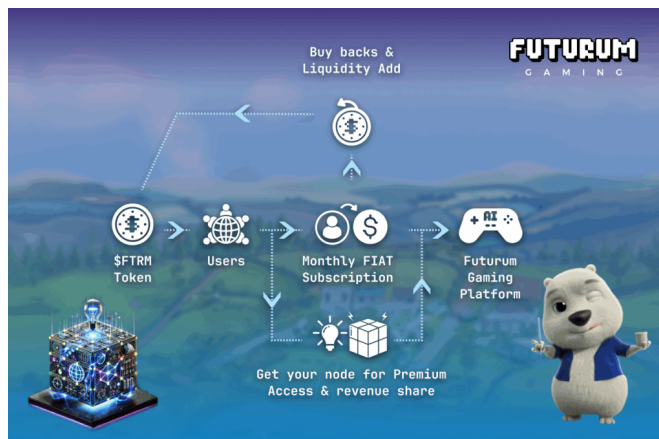 Buy backs &
Liquidity Add
FUTURUM
GAMING
$FTRM
Token
Users
Monthly FIAT
Subscription
AI
Futurum
Gaming
Platform
Get your node for Premium
Access & revenue share